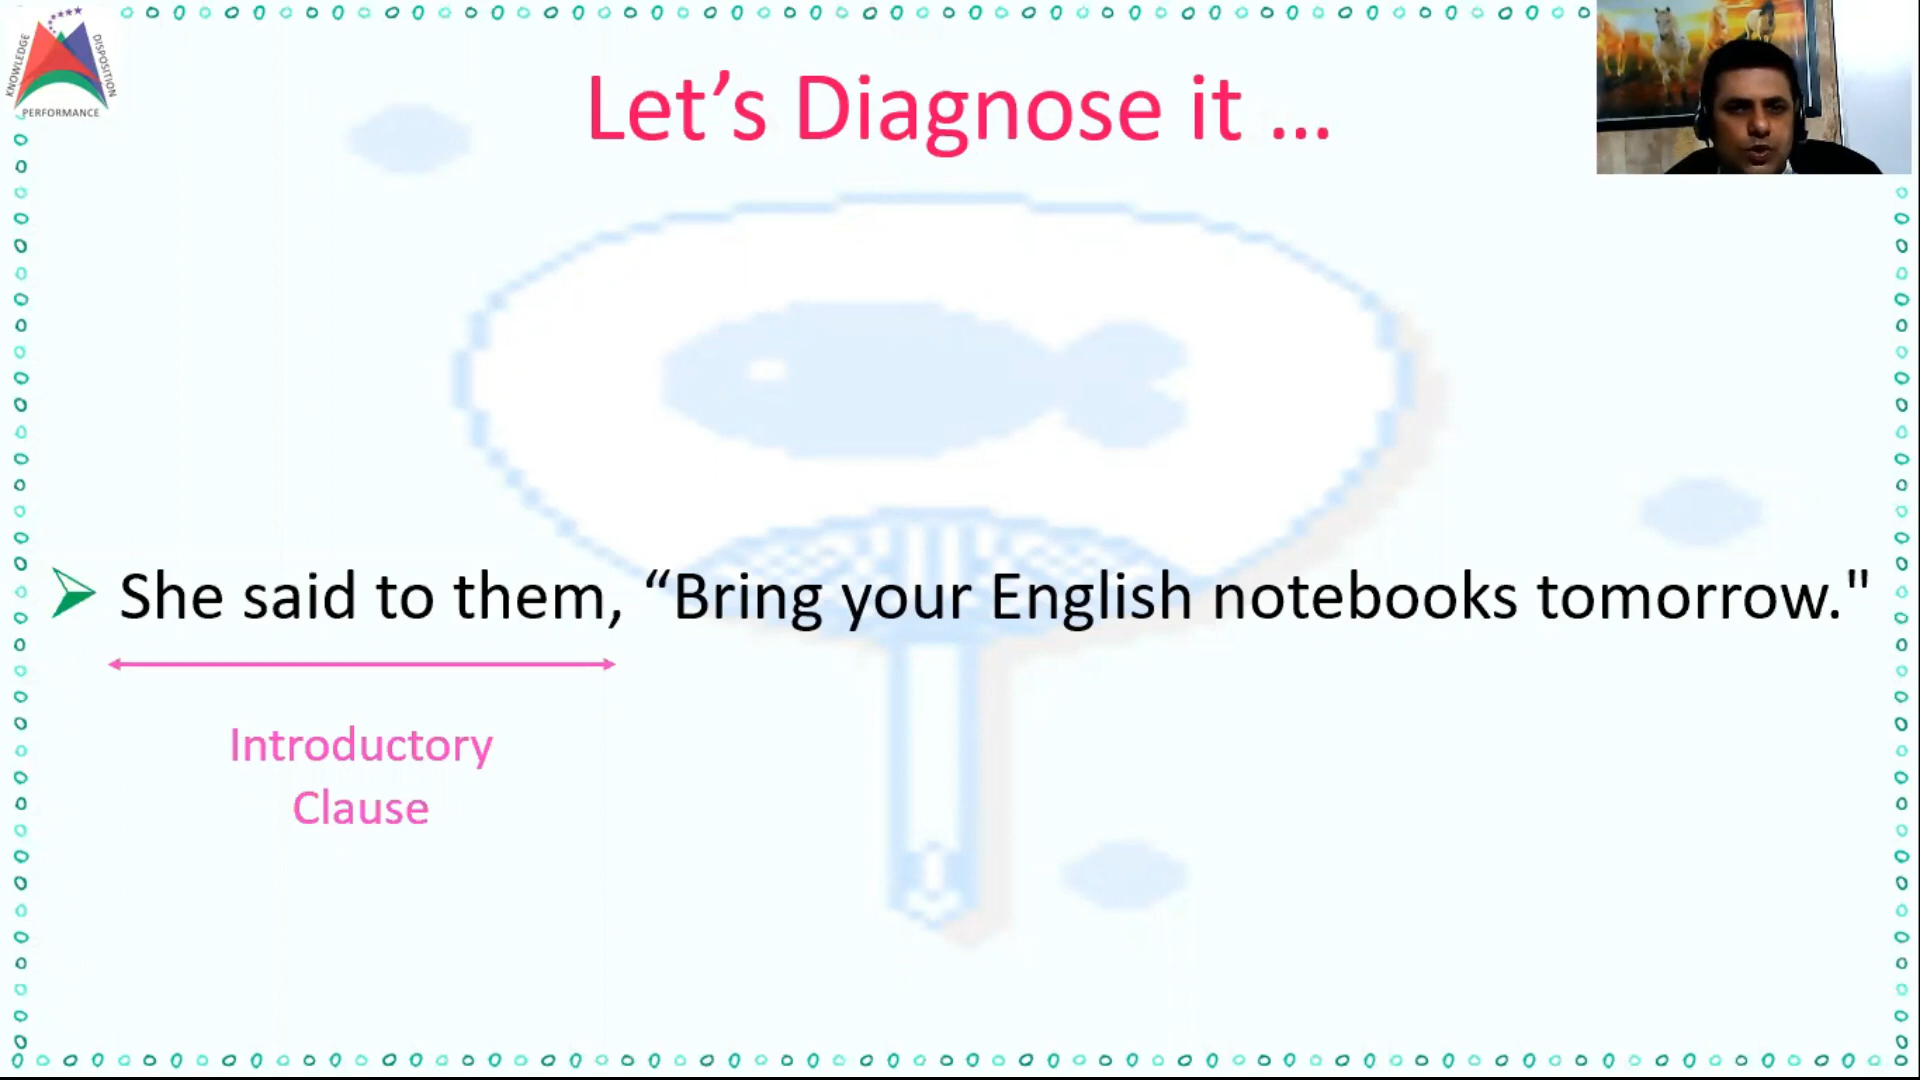 KNOWLEDGE
DISPOSITION
PERFORMANCE
Let’s Diagnose it ...
She said to them, “Bring your English notebooks tomorrow."
Introductory
Clause